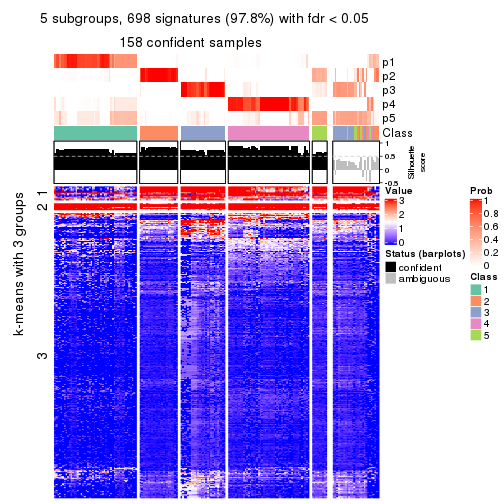 5 subgroups, 698 signatures (97.8%) with fdr < 0.05
158 confident samples
p1
p2
p3
p4
p5
Class
1
0.5
0
-0.5
Silhouette
score
k-means with 3 groups
1
2
3
Value
3
2
1
0
Status (barplots)
confident
ambiguous
Prob
1
0.8
0.6
0.4
0.2
0
Class
1
2
3
4
5